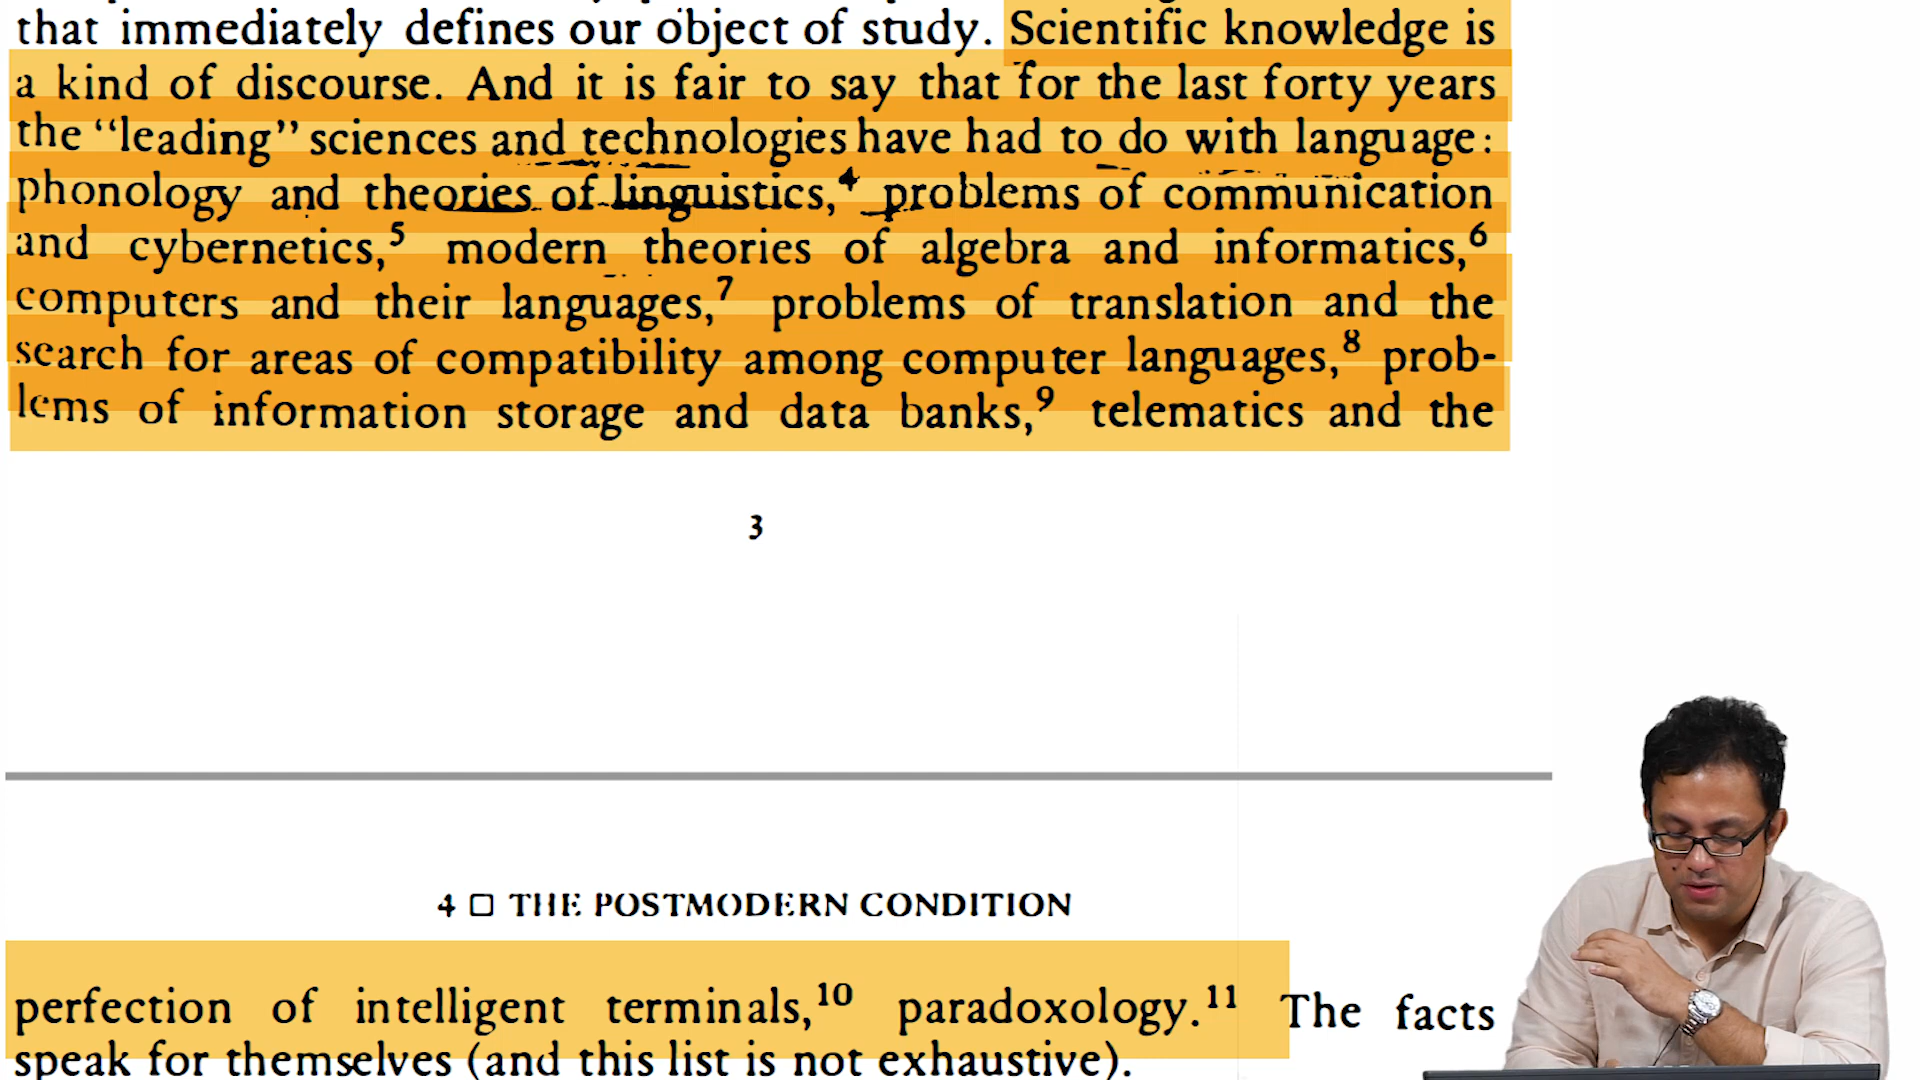 that immediately defines our object of study. Scientific knowledge is
a kind of discourse. And it is fair to say that for the last forty years
the “leading” sciences and technologies have had to do with language:
phonology and theories of linguistics,⁴ problems of communication
and cybernetics,⁵ modern theories of algebra and informatics,⁶
computers and their languages,⁷ problems of translation and the
search for areas of compatibility among computer languages,⁸ prob-
lems of information storage and data banks,⁹ telematics and the
3
4 □ THE POSTMODERN CONDITION
perfection of intelligent terminals,¹⁰ paradoxology.¹¹ The facts
speak for themselves (and this list is not exhaustive).